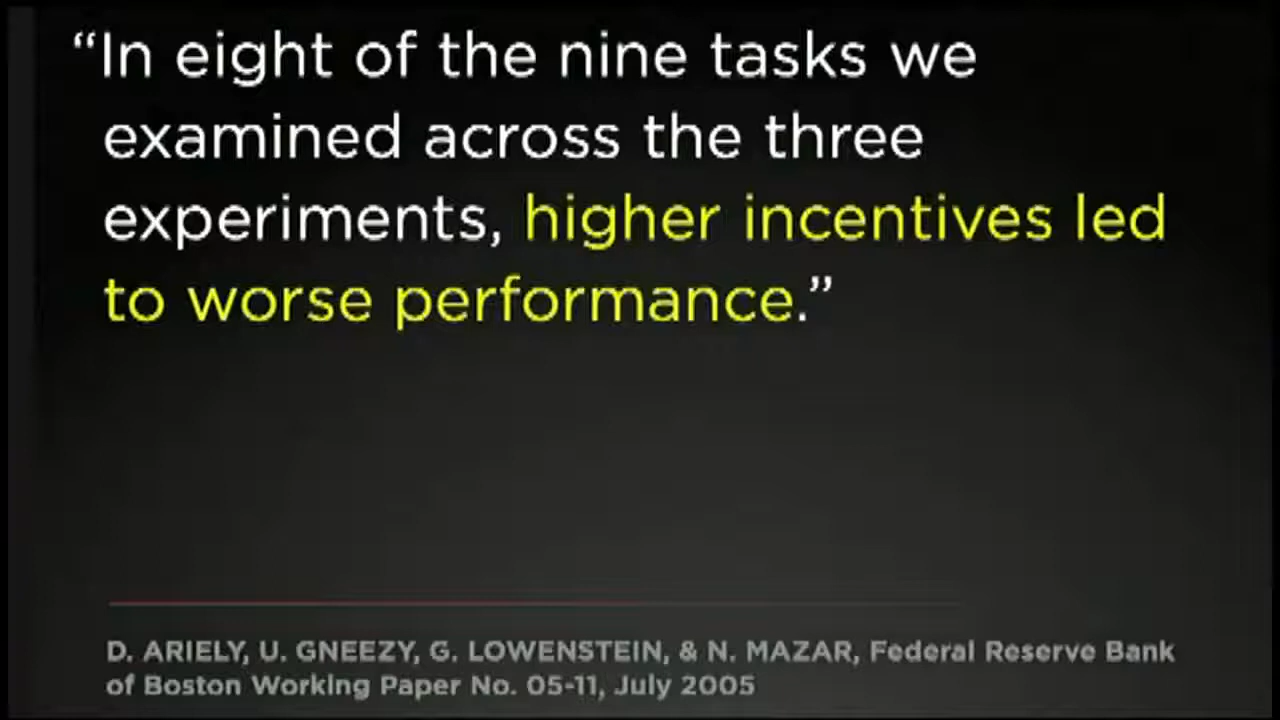 “In eight of the nine tasks we
examined across the three
experiments, higher incentives led
to worse performance.”
D. ARIELY, U. GNEEZY, G. LOWENSTEIN, & N. MAZAR, Federal Reserve Bank
of Boston Working Paper No. 05-11, July 2005